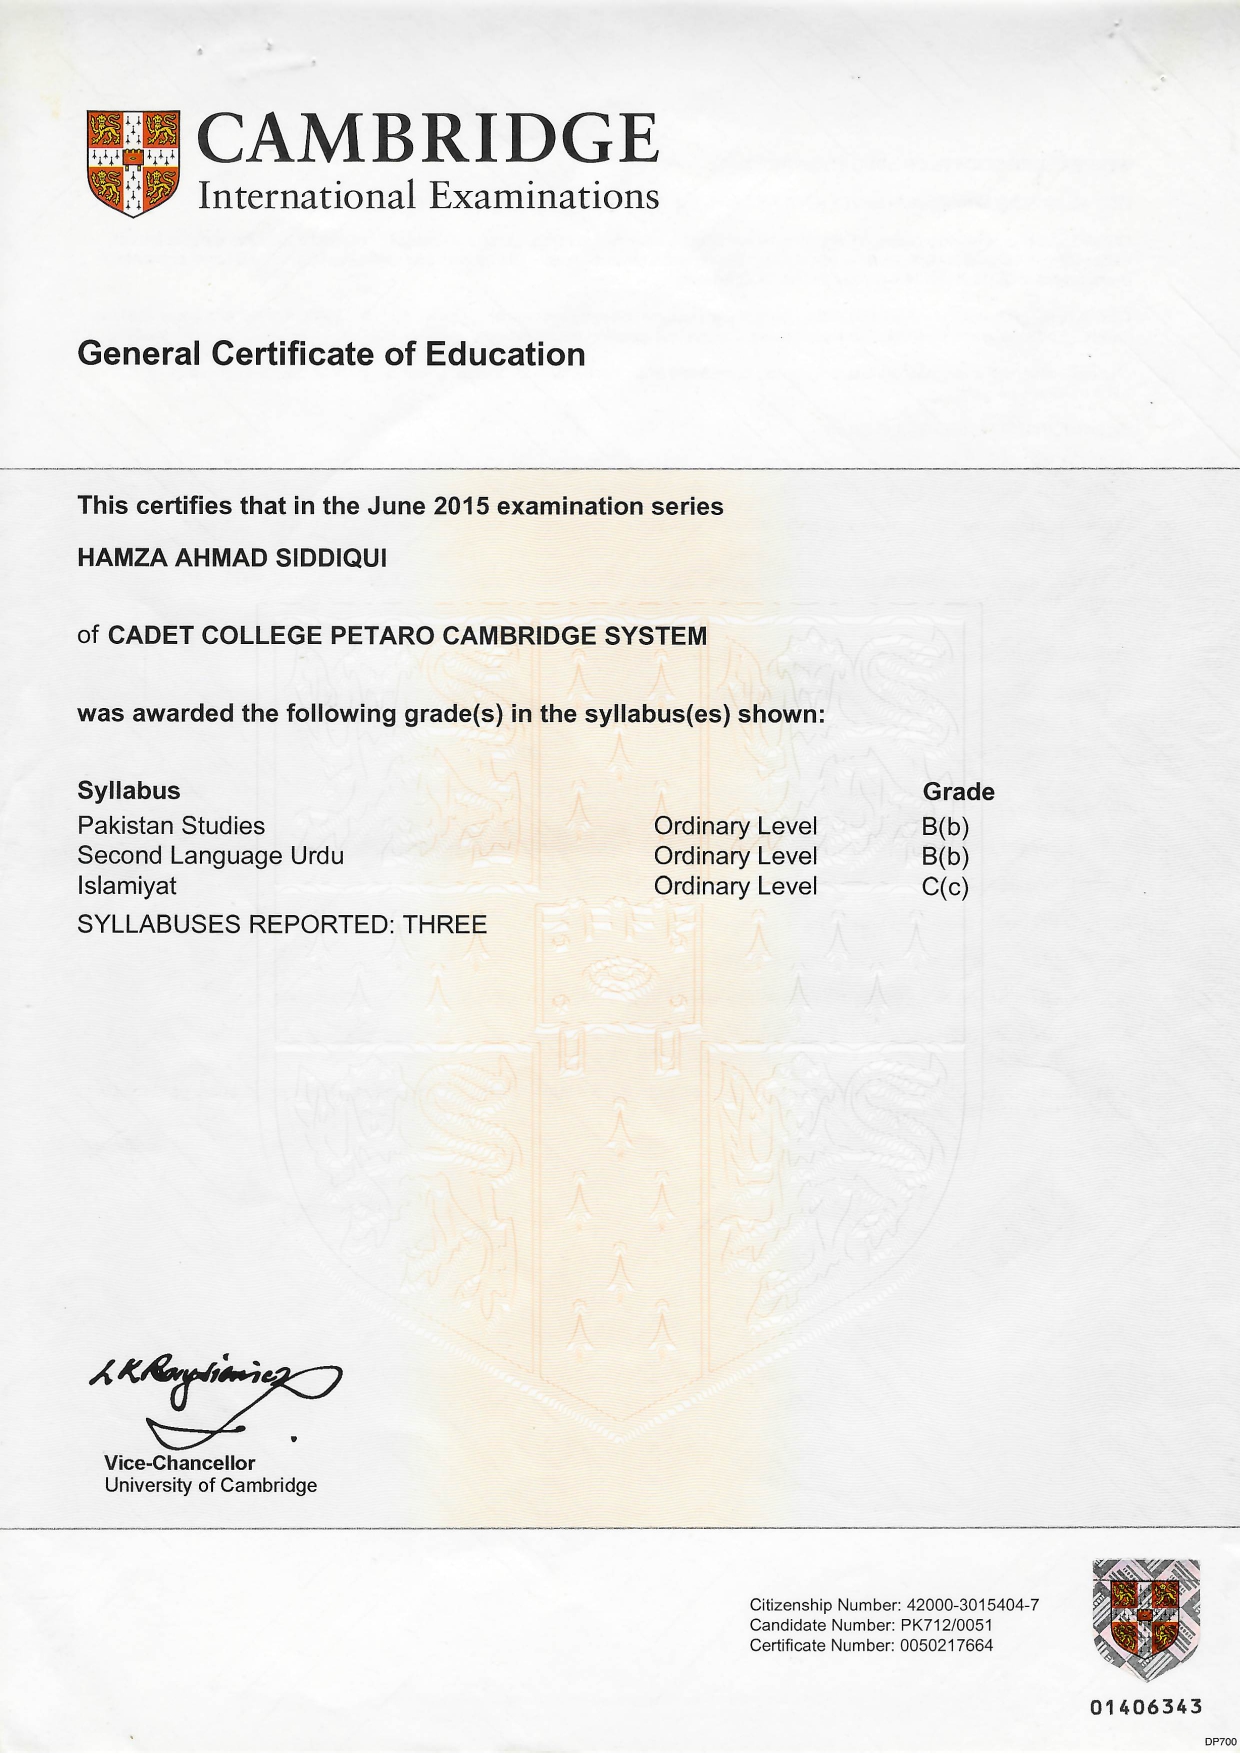 CAMBRIDGE
International Examinations
General Certificate of Education
This certifies that in the June 2015 examination series
HAMZA AHMAD SIDDIQUI
of CADET COLLEGE PETARO CAMBRIDGE SYSTEM
was awarded the following grade(s) in the syllabus(es) shown:
Syllabus Grade
Pakistan Studies Ordinary Level B(b)
Second Language Urdu Ordinary Level B(b)
Islamiyat Ordinary Level C(c)
SYLLABUSES REPORTED: THREE
Vice-Chancellor
University of Cambridge
Citizenship Number: 42000-3015404-7
Candidate Number: PK712/0051
Certificate Number: 0050217664
01406343
DP700